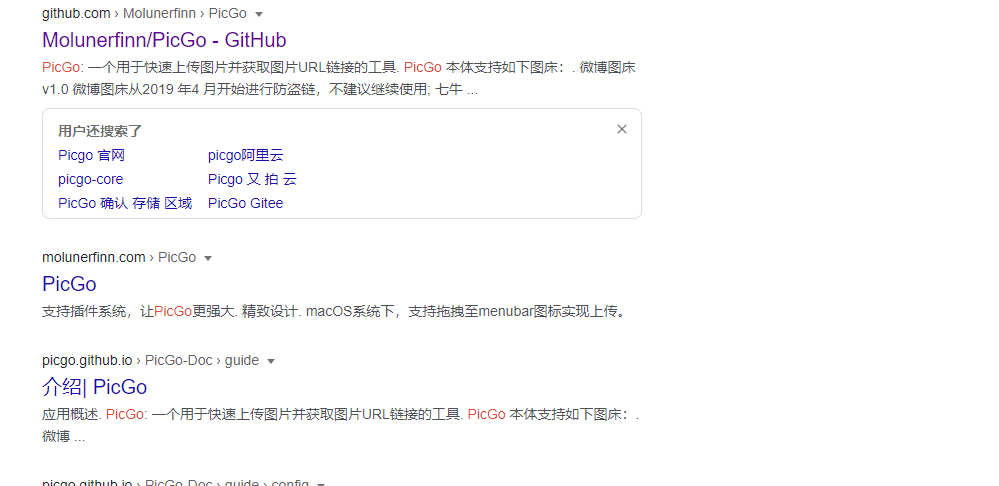 github.com › Molunerfinn › PicGo
Molunerfinn/PicGo - GitHub
PicGo: 一个用于快速上传图片并获取图片URL链接的工具. PicGo 本体支持如下图床：. 微博图床
v1.0 微博图床从2019 年4 月开始进行防盗链，不建议继续使用; 七牛 ...
用户还搜索了
Picgo 官网 picgo阿里云
picgo-core Picgo 又 拍 云
PicGo 确认 存储 区域 PicGo Gitee
molunerfinn.com › PicGo
PicGo
支持插件系统，让PicGo更强大. 精致设计. macOS系统下，支持拖拽至menubar图标实现上传。
picgo.github.io › PicGo-Doc › guide
介绍| PicGo
应用概述. PicGo: 一个用于快速上传图片并获取图片URL链接的工具. PicGo 本体支持如下图床：.
微博 ...
picgo.github.io › PicGo-Doc › guide › config